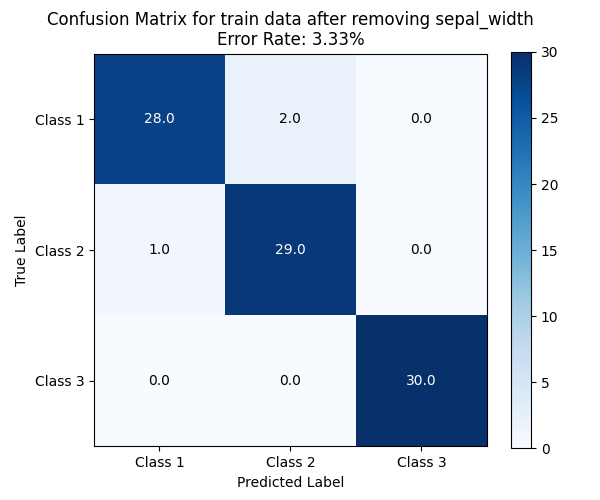 Confusion Matrix for train data after removing sepal_width
Error Rate: 3.33%
True Label
Class 1
28.0
2.0
0.0
Class 2
1.0
29.0
0.0
Class 3
0.0
0.0
30.0
Class 1
Class 2
Class 3
Predicted Label
30
25
20
15
10
5
0